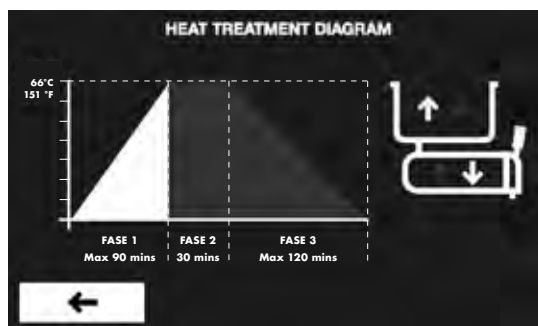 HEAT TREATMENT DIAGRAM
66°C
151 °F
FASE 1
Max 90 mins
FASE 2
30 mins
FASE 3
Max 120 mins